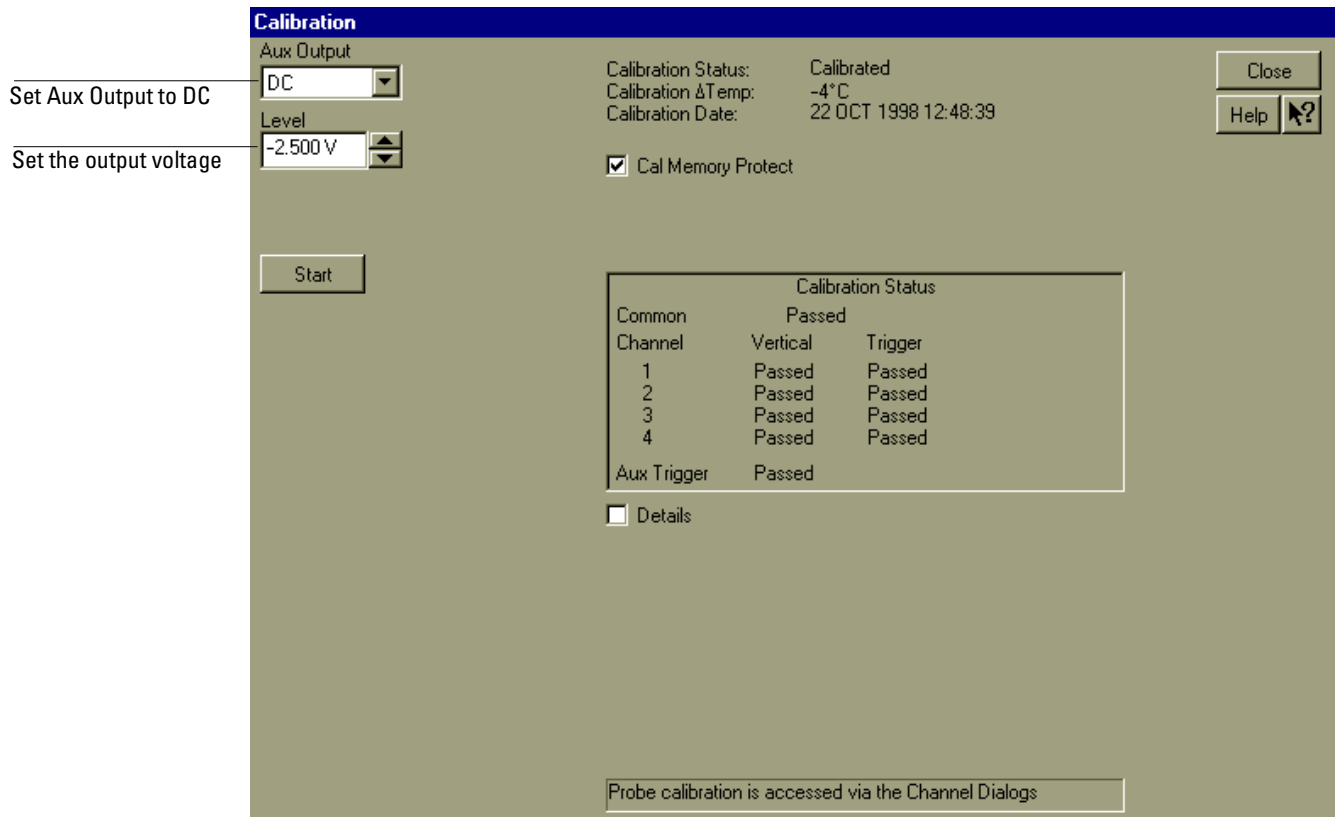 Calibration
Aux Output
DC
Set Aux Output to DC
Level
-2.500 V
Set the output voltage
Start
Calibration Status: Calibrated
Calibration ΔTemp: -4°C
Calibration Date: 22 OCT 1998 12:48:39
Cal Memory Protect
Close
Help ?
Calibration Status
Common Passed
Channel Vertical Trigger
1 Passed Passed
2 Passed Passed
3 Passed Passed
4 Passed Passed
Aux Trigger Passed
Details
Probe calibration is accessed via the Channel Dialogs